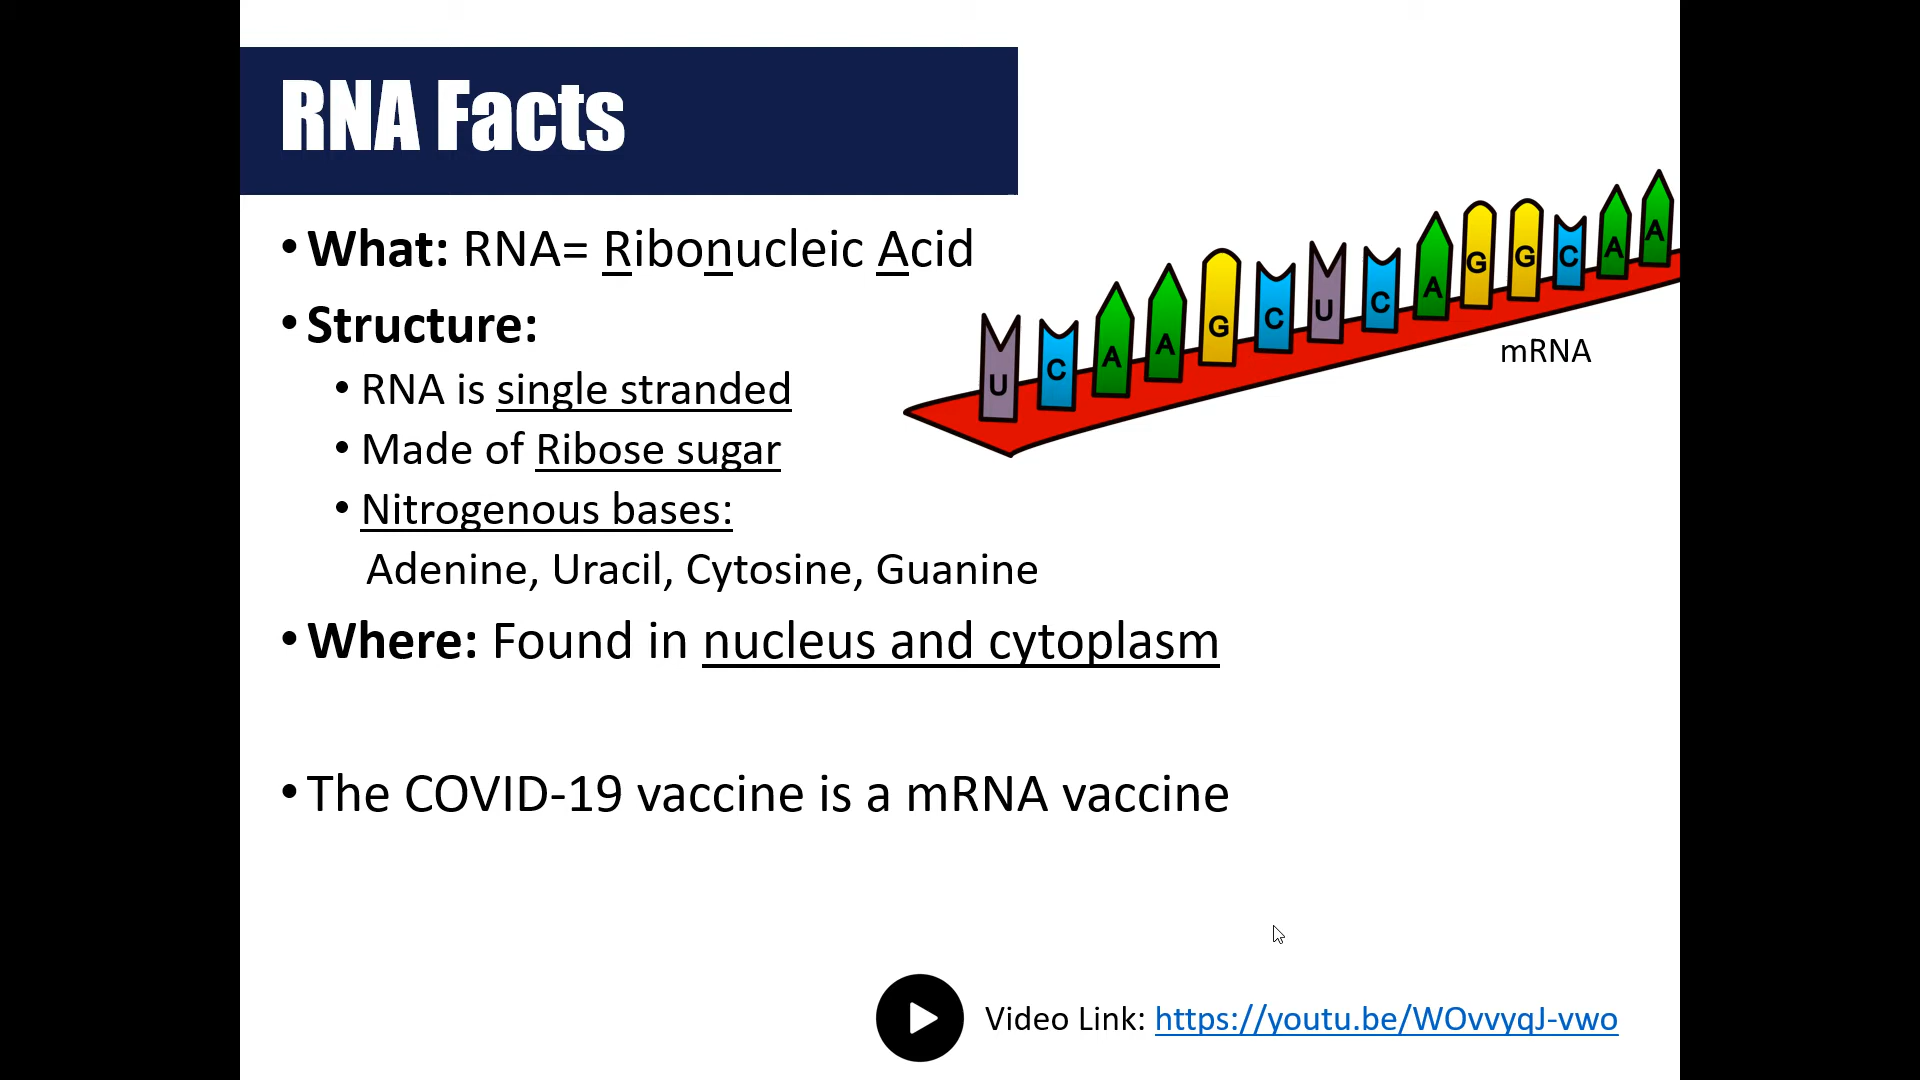 RNA Facts
• What: RNA= Ribonucleic Acid
• Structure:
• RNA is single stranded
• Made of Ribose sugar
• Nitrogenous bases:
Adenine, Uracil, Cytosine, Guanine
• Where: Found in nucleus and cytoplasm
• The COVID-19 vaccine is a mRNA vaccine
U C A A G C U C A G G C A A
mRNA
Video Link: https://youtu.be/WOvvyqJ-vwo